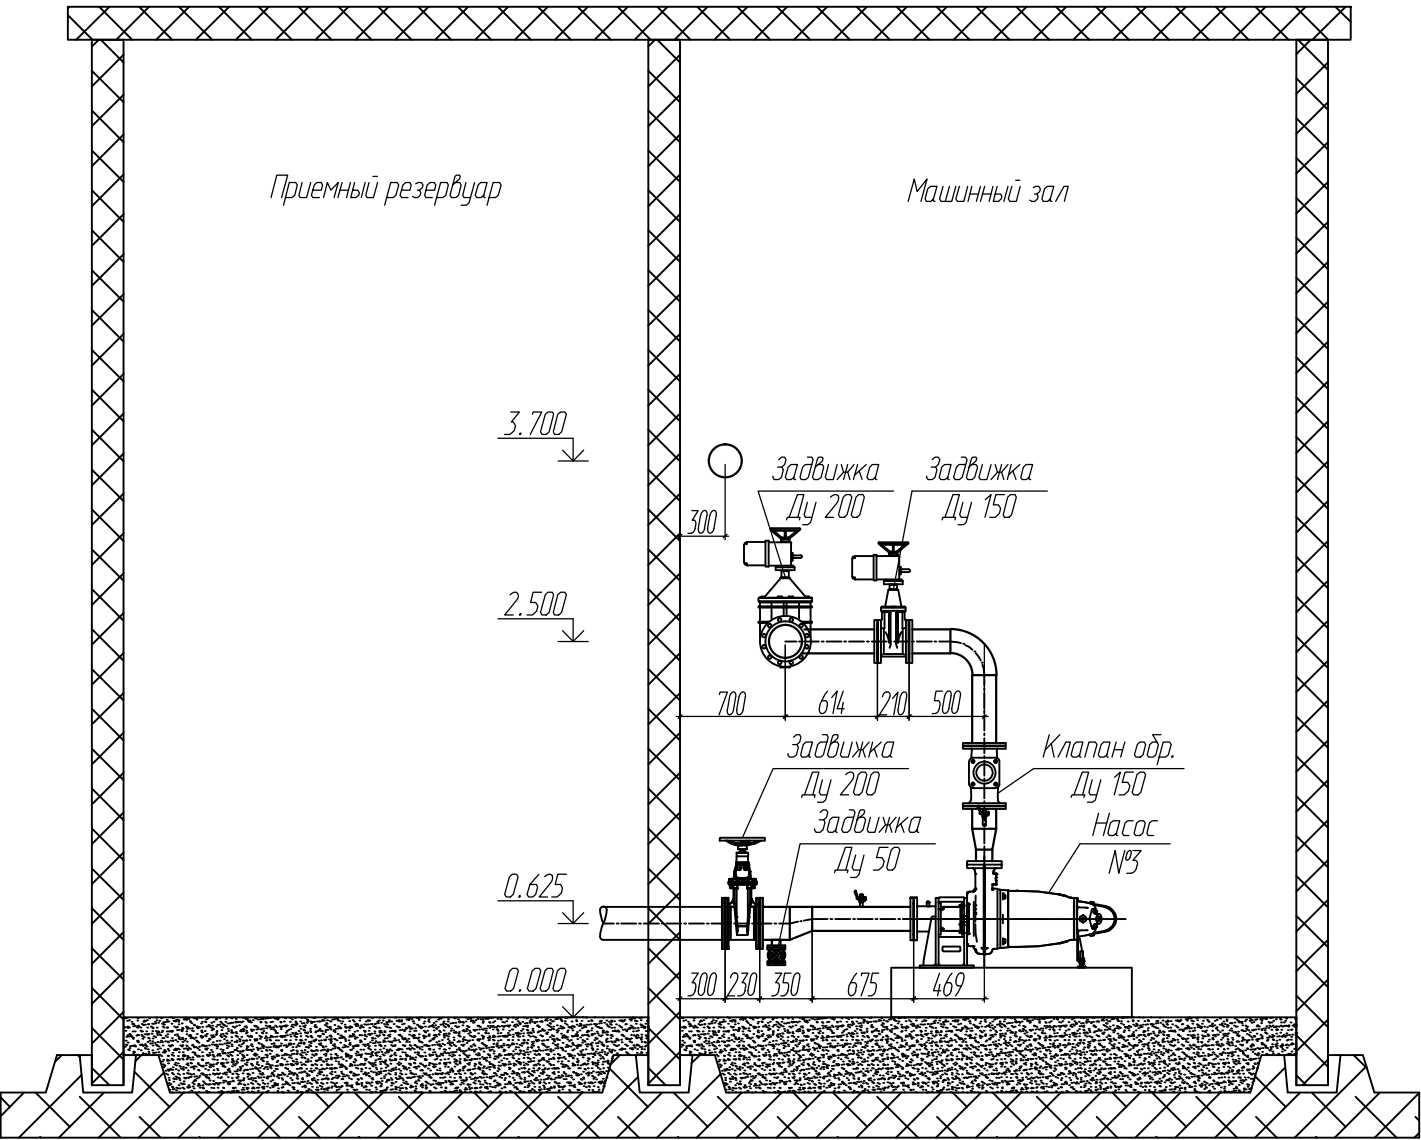 Приемный резервуар
Машинный зал
3.700
Задвижка
Ду 200
Задвижка
Ду 150
300
2.500
700
614
210
500
Задвижка
Ду 200
Клапан обр.
Ду 150
Задвижка
Ду 50
Насос
№3
0.625
0.000
300
230
350
675
469